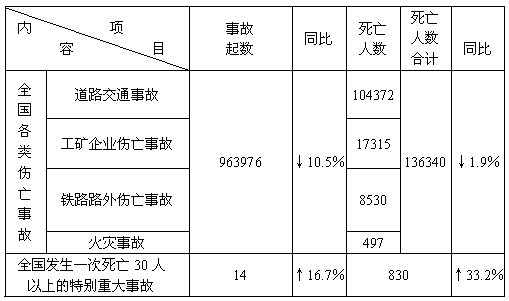 内 项
容 目
事故
起数
同比
死亡
人数
死亡
人数
合计
同比
全国各类伤亡事故
道路交通事故
104372
工矿企业伤亡事故
17315
963976
↓10.5%
136340
↓1.9%
铁路路外伤亡事故
8530
火灾事故
497
全国发生一次死亡 30 人
以上的特别重大事故
14
↑16.7%
830
↑33.2%